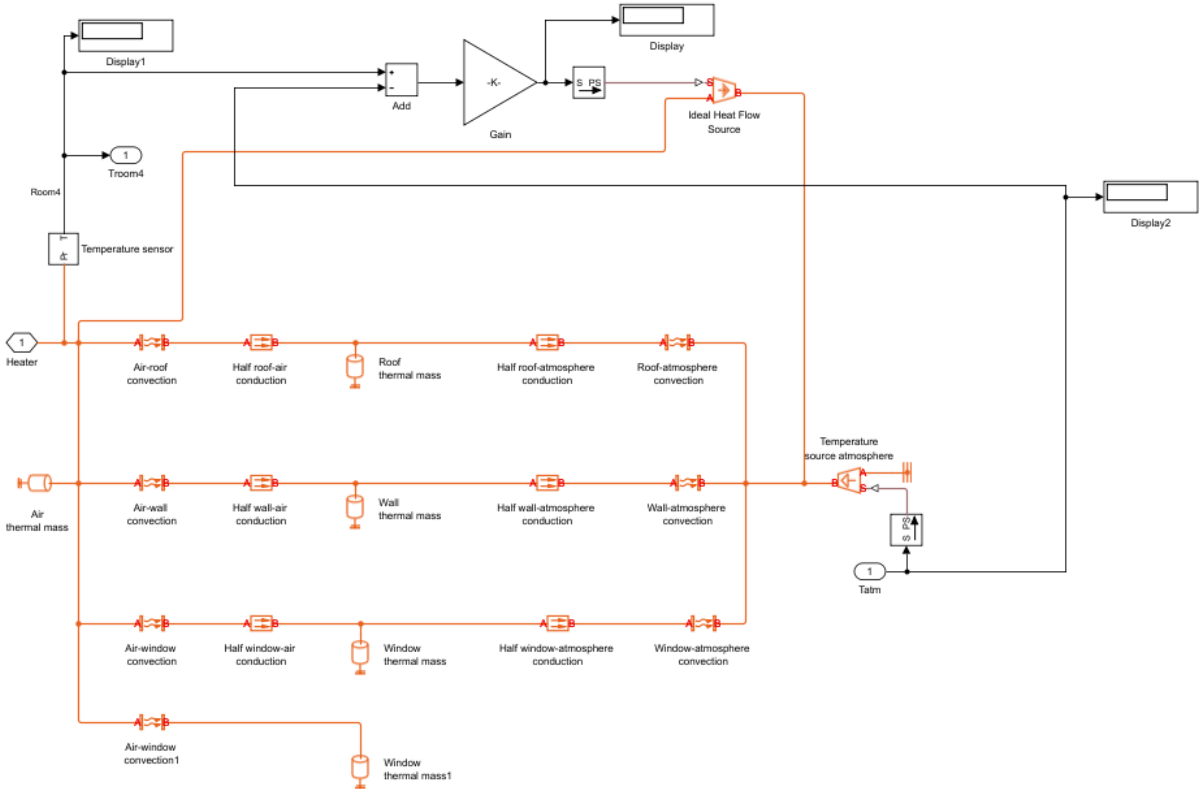 Display
Display1
+
−
Add
-K-
Gain
S PS
S
A
B
Ideal Heat Flow
Source
1
Troom4
Room4
T
A
Temperature sensor
Display2
1
Heater
A B
Air-roof
convection
A B
Half roof-air
conduction
Roof
thermal mass
A B
Half roof-atmosphere
conduction
A B
Roof-atmosphere
convection
Temperature
source atmosphere
A
B
S
Air
thermal mass
A B
Air-wall
convection
A B
Half wall-air
conduction
Wall
thermal mass
A B
Half wall-atmosphere
conduction
A B
Wall-atmosphere
convection
S PS
1
Tatm
A B
Air-window
convection
A B
Half window-air
conduction
Window
thermal mass
A B
Half window-atmosphere
conduction
A B
Window-atmosphere
convection
A B
Air-window
convection1
Window
thermal mass1